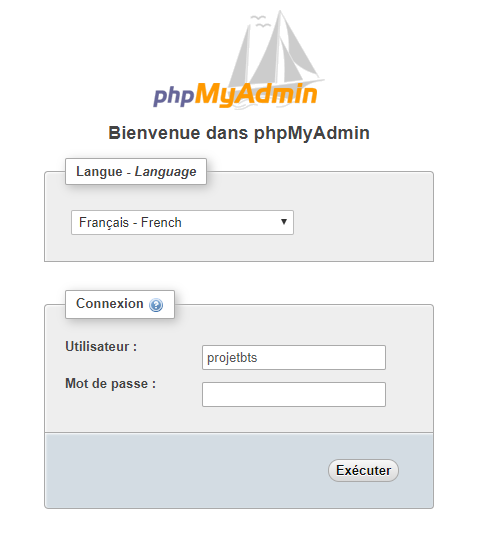 phpMyAdmin
Bienvenue dans phpMyAdmin
Langue - Language
Français - French
Connexion
Utilisateur :
projetbts
Mot de passe :
Exécuter